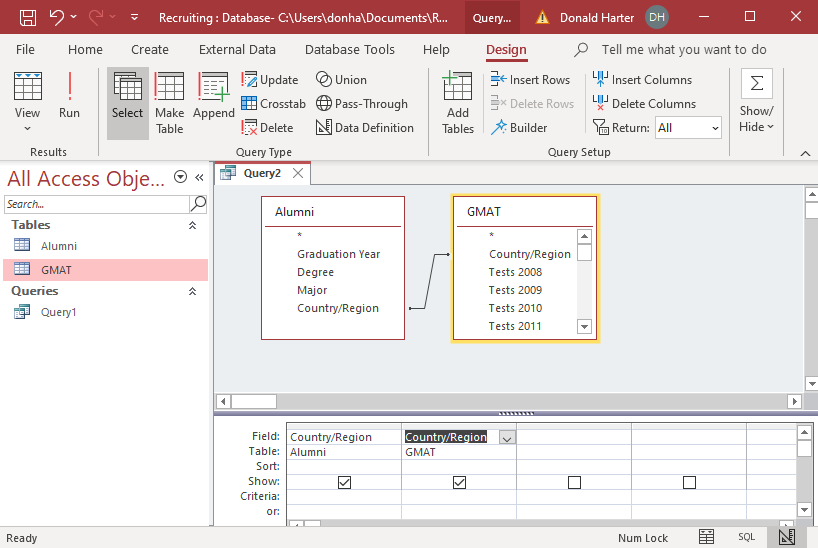 Recruiting : Database- C:\Users\donha\Documents\R... Query... Donald Harter DH
File Home Create External Data Database Tools Help Design Tell me what you want to do
View
Run
Select
Make Table
Append
Update
Crosstab
Delete
Union
Pass-Through
Data Definition
Add Tables
Insert Rows
Delete Rows
Builder
Insert Columns
Delete Columns
Return: All
Σ
Show/
Hide
Results Query Type Query Setup
All Access Obje...
Search...
Tables
Alumni
GMAT
Queries
Query1
Query2
Alumni
*
Graduation Year
Degree
Major
Country/Region
GMAT
*
Country/Region
Tests 2008
Tests 2009
Tests 2010
Tests 2011
Field: Country/Region Country/Region
Table: Alumni GMAT
Sort:
Show:
Criteria:
or:
Ready Num Lock SQL